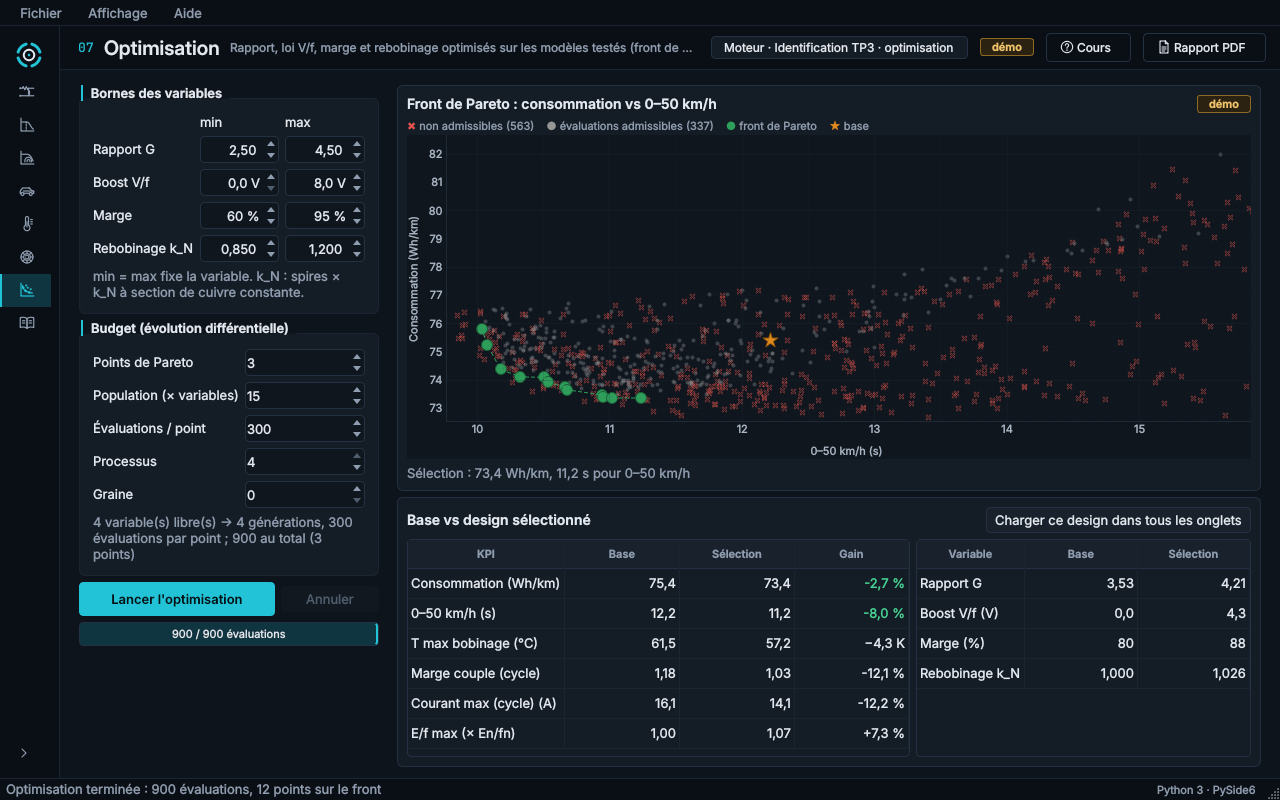 Fichier Affichage Aide
07 Optimisation Rapport, loi V/f, marge et rebobinage optimisés sur les modèles testés (front de ... Moteur · Identification TP3 · optimisation démo Cours Rapport PDF
Bornes des variables
min max
Rapport G 2,50 4,50
Boost V/f 0,0 V 8,0 V
Marge 60 % 95 %
Rebobinage k_N 0,850 1,200
min = max fixe la variable. k_N : spires ×
k_N à section de cuivre constante.
Budget (évolution différentielle)
Points de Pareto 3
Population (× variables) 15
Évaluations / point 300
Processus 4
Graine 0
4 variable(s) libre(s) → 4 générations, 300
évaluations par point ; 900 au total (3
points)
Lancer l'optimisation Annuler
900 / 900 évaluations
Front de Pareto : consommation vs 0–50 km/h démo
non admissibles (563) évaluations admissibles (337) front de Pareto base
Consommation (Wh/km)
82
81
80
79
78
77
76
75
74
73
10 11 12 13 14 15
0–50 km/h (s)
Sélection : 73,4 Wh/km, 11,2 s pour 0–50 km/h
Base vs design sélectionné Charger ce design dans tous les onglets
KPI Base Sélection Gain
Consommation (Wh/km) 75,4 73,4 -2,7 %
0–50 km/h (s) 12,2 11,2 -8,0 %
T max bobinage (°C) 61,5 57,2 −4,3 K
Marge couple (cycle) 1,18 1,03 -12,1 %
Courant max (cycle) (A) 16,1 14,1 -12,2 %
E/f max (× En/fn) 1,00 1,07 +7,3 %
Variable Base Sélection
Rapport G 3,53 4,21
Boost V/f (V) 0,0 4,3
Marge (%) 80 88
Rebobinage k_N 1,000 1,026
Optimisation terminée : 900 évaluations, 12 points sur le front Python 3 · PySide6